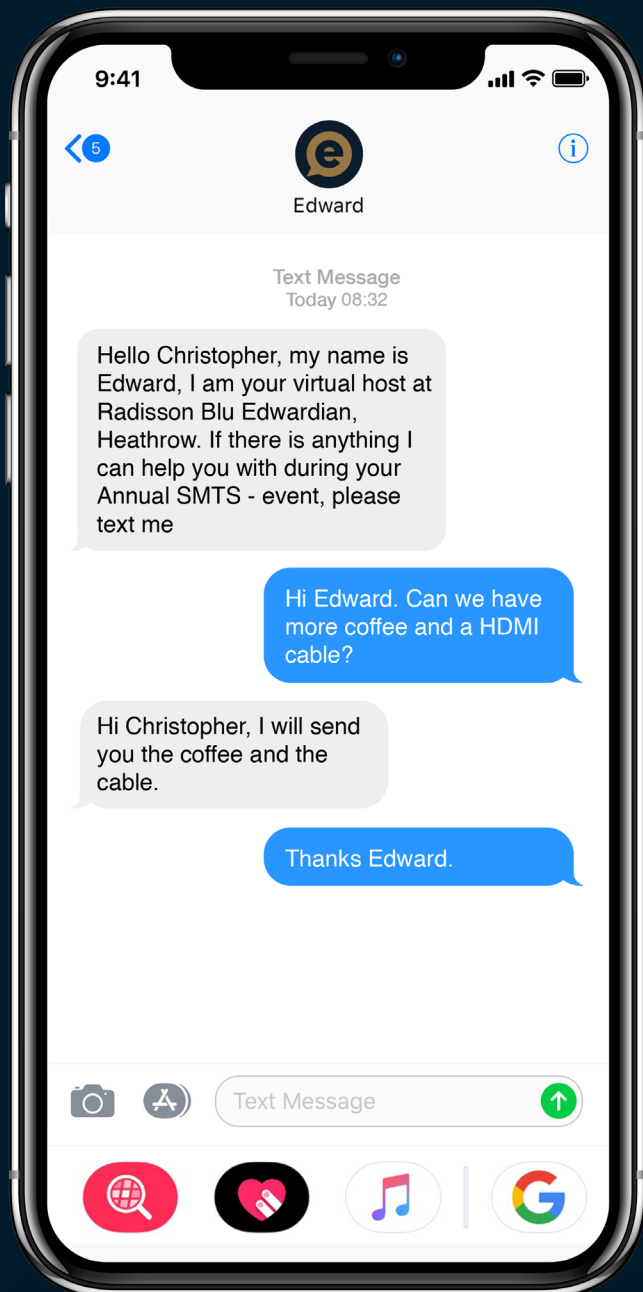 9:41
5
e
i
Edward
Text Message
Today 08:32
Hello Christopher, my name is
Edward, I am your virtual host at
Radisson Blu Edwardian,
Heathrow. If there is anything I
can help you with during your
Annual SMTS - event, please
text me
Hi Edward. Can we have
more coffee and a HDMI
cable?
Hi Christopher, I will send
you the coffee and the
cable.
Thanks Edward.
Text Message
G